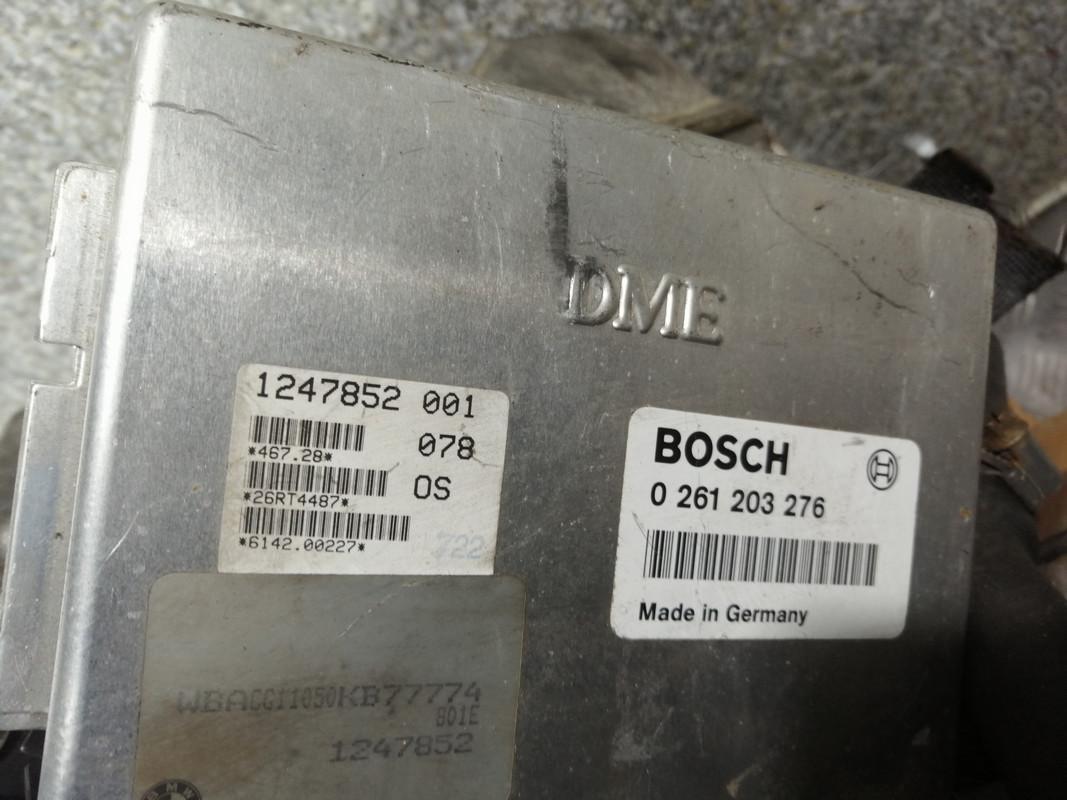 DME
1247852 001
078
*467.28*
OS
*26RT4487*
*6142.00227*
722
BOSCH
0 261 203 276
Made in Germany
WBACG11050KB77774
801E
1247852
BMW